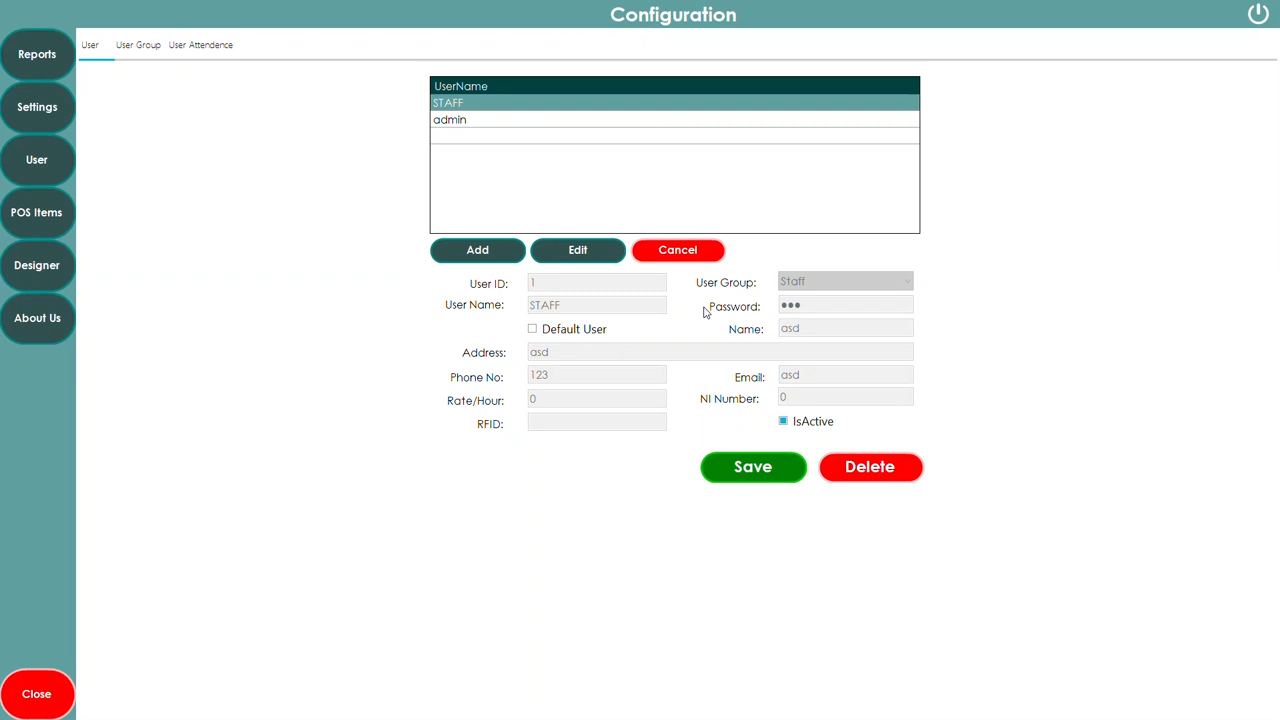 Configuration
Reports
Settings
User
POS Items
Designer
About Us
Close
User User Group User Attendence
UserName
STAFF
admin
Add Edit Cancel
User ID: 1 User Group: Staff
User Name: STAFF Password: ●●●
Default User Name: asd
Address: asd
Phone No: 123 Email: asd
Rate/Hour: 0 NI Number: 0
RFID: IsActive
Save Delete